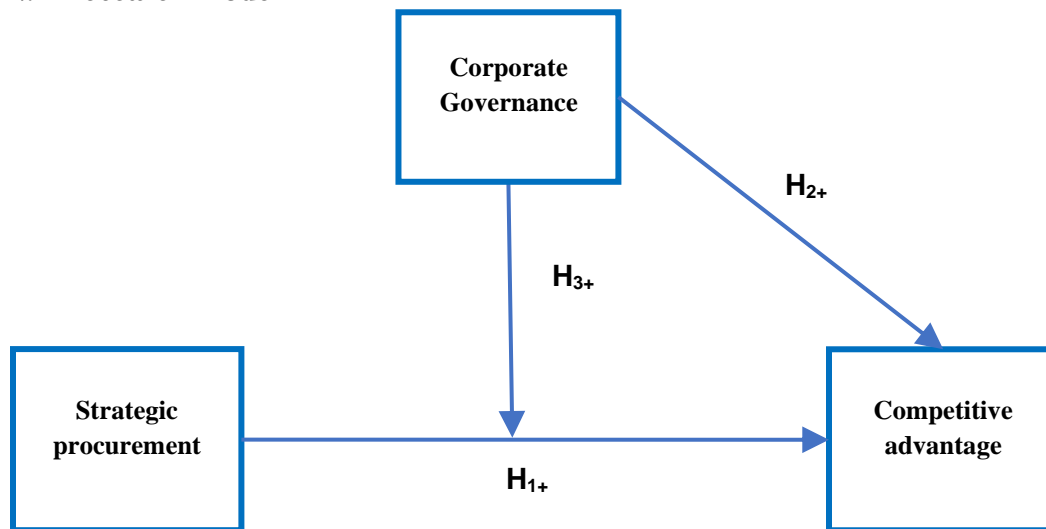 Corporate
Governance
H2+
H3+
Strategic
procurement
Competitive
advantage
H1+